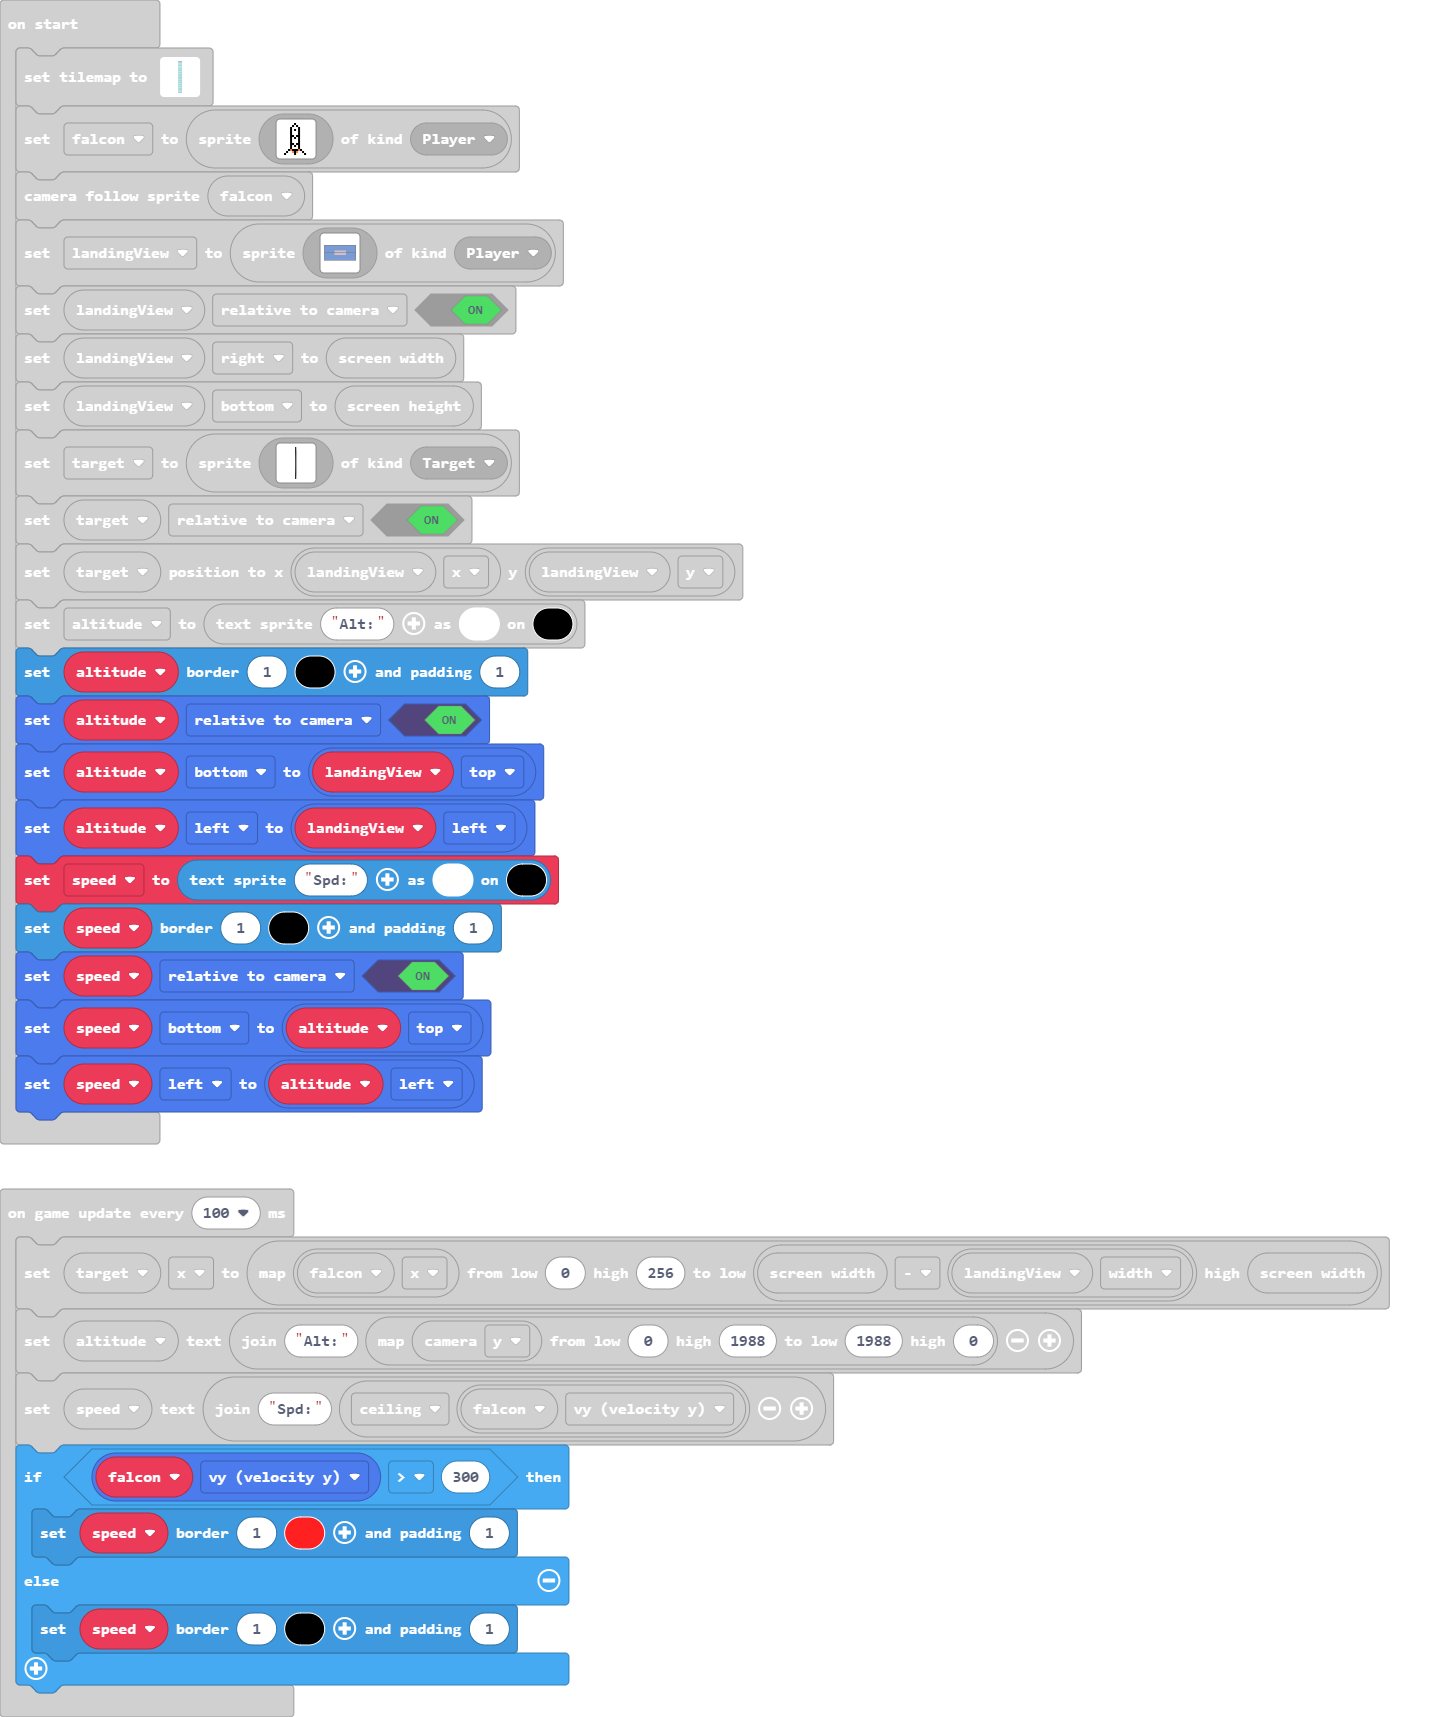 on start
set tilemap to
set falcon to sprite of kind Player
camera follow sprite falcon
set landingView to sprite of kind Player
set landingView relative to camera ON
set landingView right to screen width
set landingView bottom to screen height
set target to sprite of kind Target
set target relative to camera ON
set target position to x landingView x y landingView y
set altitude to text sprite "Alt:" as on
set altitude border 1 and padding 1
set altitude relative to camera ON
set altitude bottom to landingView top
set altitude left to landingView left
set speed to text sprite "Spd:" as on
set speed border 1 and padding 1
set speed relative to camera ON
set speed bottom to altitude top
set speed left to altitude left
on game update every 100 ms
set target x to map falcon x from low 0 high 256 to low screen width - landingView width high screen width
set altitude text join "Alt:" map camera y from low 0 high 1988 to low 1988 high 0
set speed text join "Spd:" ceiling falcon vy (velocity y)
if falcon vy (velocity y) > 300 then
set speed border 1 and padding 1
else
set speed border 1 and padding 1